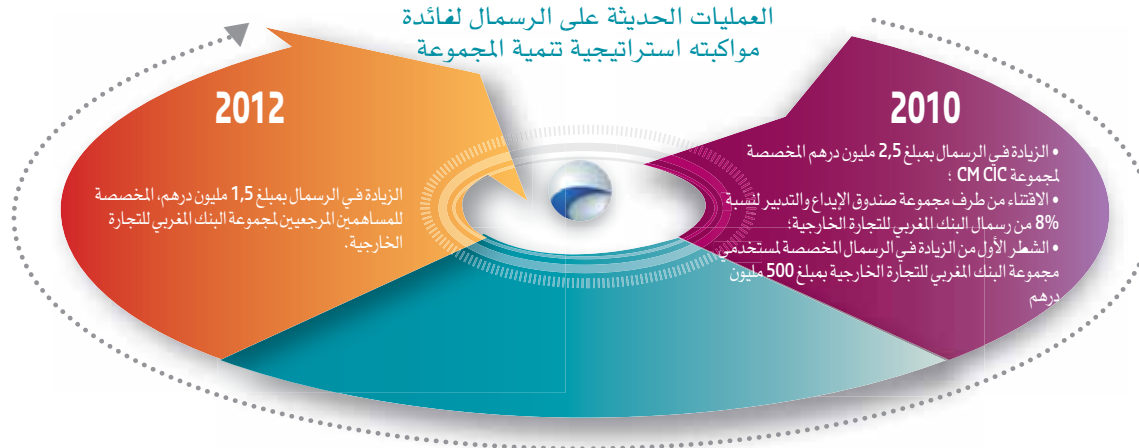 العمليات الحديثة على الرسمال لفائدة
مواكبته استراتيجية تنمية المجموعة
2010
• الزيادة في الرسمال بمبلغ 2,5 مليون درهم المخصصة
لمجموعة CM CIC ؛
• الاقتناء من طرف مجموعة صندوق الإيداع والتدبير لنسبة
8% من رسمال البنك المغربي للتجارة الخارجية؛
• الشطر الأول من الزيادة في الرسمال المخصصة لمستخدمي
مجموعة البنك المغربي للتجارة الخارجية بمبلغ 500 مليون
درهم
2012
الزيادة في الرسمال بمبلغ 1,5 مليون درهم، المخصصة
للمساهمين المرجعيين لمجموعة البنك المغربي للتجارة
الخارجية.